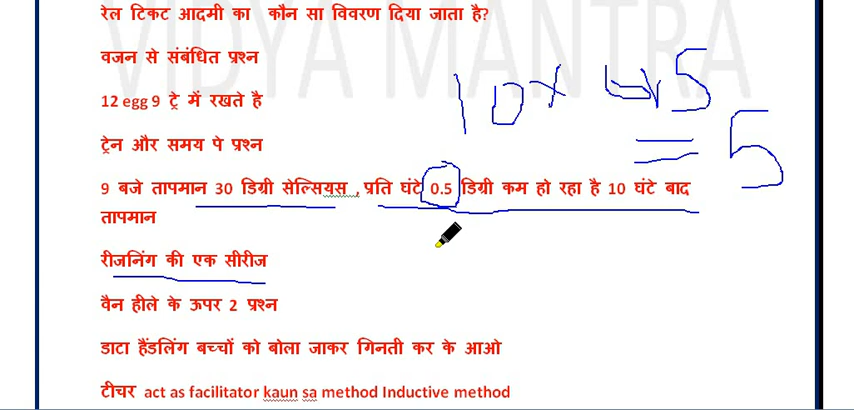 रेल टिकट आदमी का कौन सा विवरण दिया जाता है?
वजन से संबंधित प्रश्न
12 egg 9 ट्रे में रखते है
ट्रेन और समय पे प्रश्न
9 बजे तापमान 30 डिग्री सेल्सियस , प्रति घंटे 0.5 डिग्री कम हो रहा है 10 घंटे बाद
तापमान
रीजनिंग की एक सीरीज
वैन हीले के ऊपर 2 प्रश्न
डाटा हैंडलिंग बच्चों को बोला जाकर गिनती कर के आओ
टीचर act as facilitator kaun sa method Inductive method
VIDYA MANTRA
10 x
5
= 5